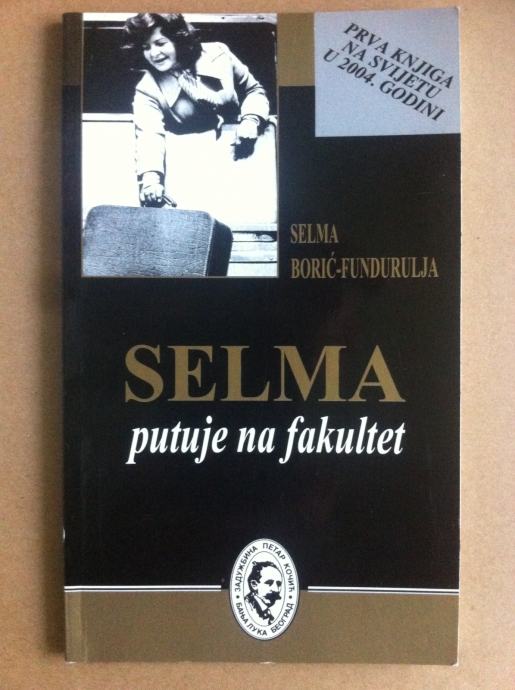 PRVA KNJIGA
NA SVIJETU
U 2004. GODINI
SELMA
BORIĆ-FUNDURULJA
SELMA
putuje na fakultet
ЗАДУЖБИНА ПЕТАР КОЧИЋ
БАЊА ЛУКА БЕОГРАД